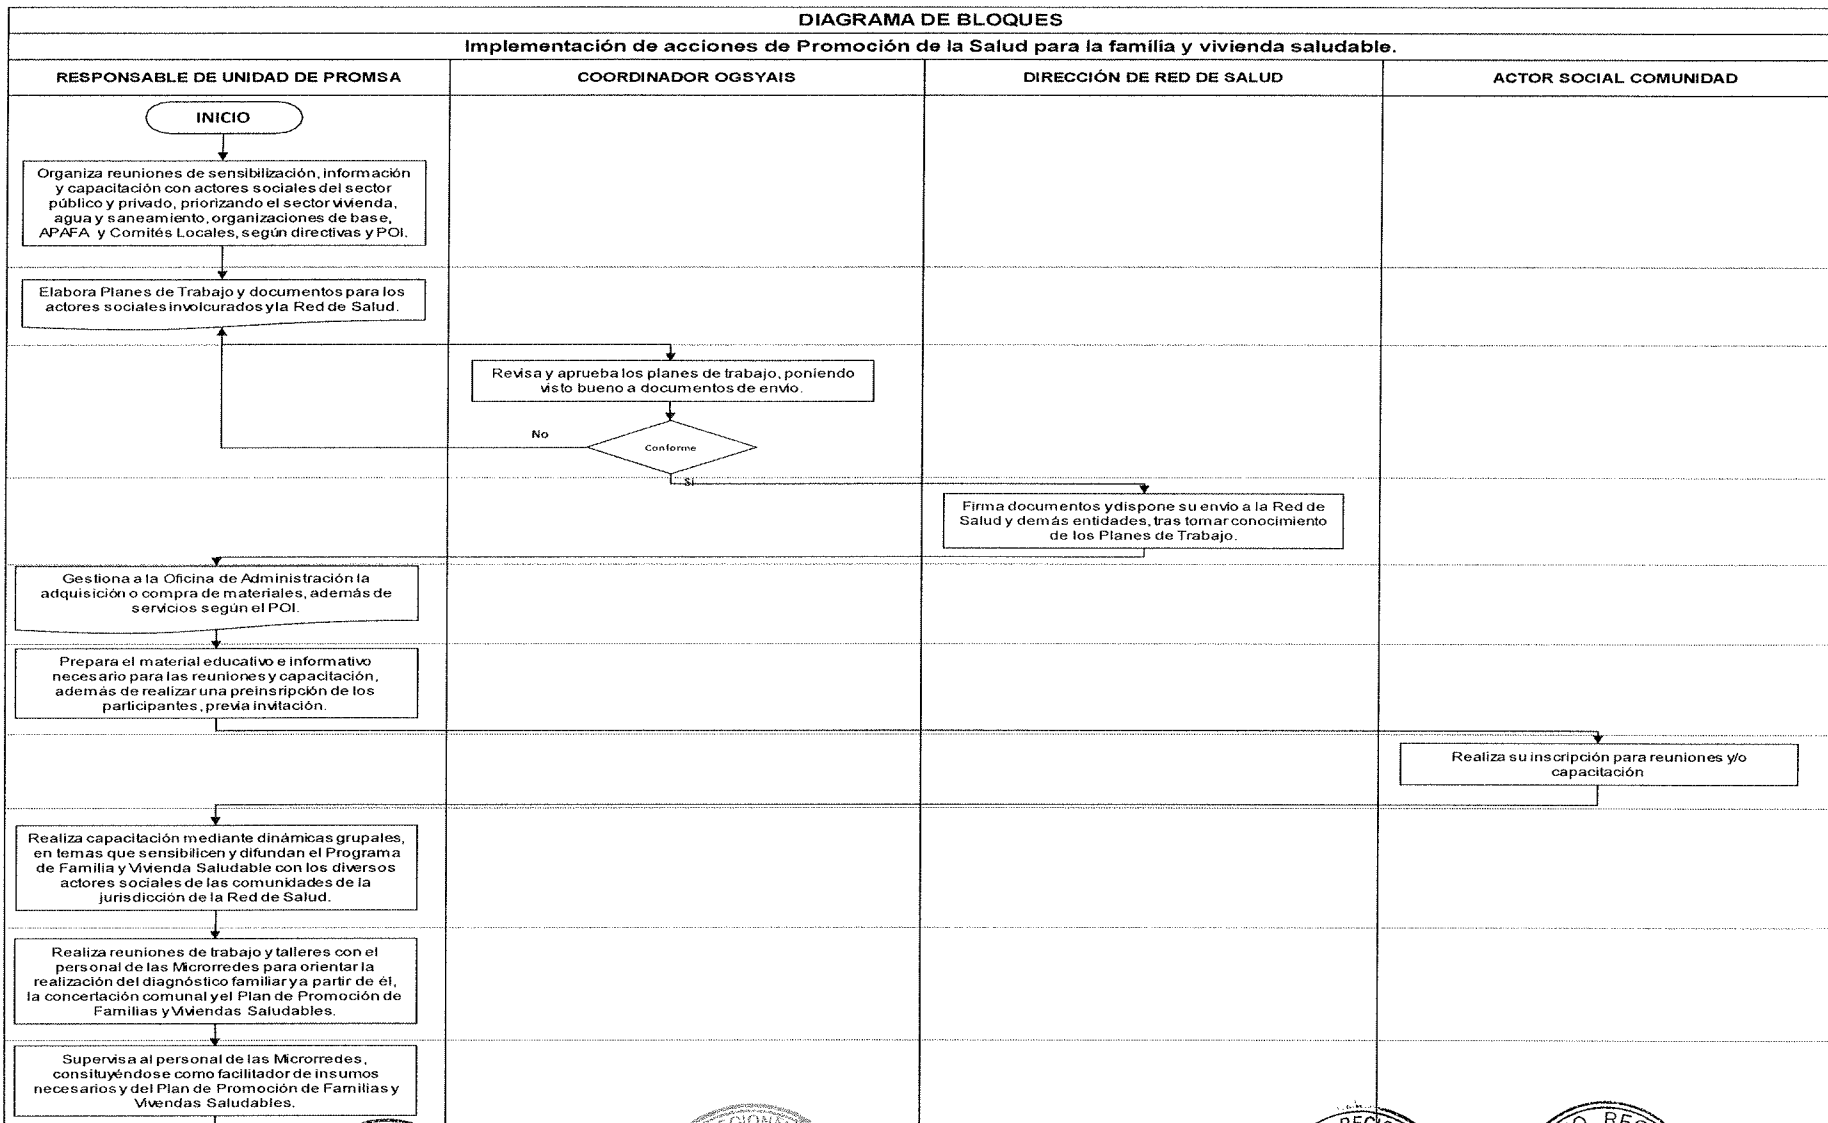 DIAGRAMA DE BLOQUES
Implementación de acciones de Promoción de la Salud para la familia y vivienda saludable.
RESPONSABLE DE UNIDAD DE PROMSA
COORDINADOR OGSYAIS
DIRECCIÓN DE RED DE SALUD
ACTOR SOCIAL COMUNIDAD
INICIO
Organiza reuniones de sensibilización, información
y capacitación con actores sociales del sector
público y privado, priorizando el sector vivienda,
agua y saneamiento, organizaciones de base,
APAFA y Comités Locales, según directivas y POI.
Elabora Planes de Trabajo y documentos para los
actores sociales involcurados y la Red de Salud.
Revisa y aprueba los planes de trabajo, poniendo
visto bueno a documentos de envío.
No
Conforme
Si
Firma documentos y dispone su envío a la Red de
Salud y demás entidades, tras tomar conocimiento
de los Planes de Trabajo.
Gestiona a la Oficina de Administración la
adquisición o compra de materiales, además de
servicios según el POI.
Prepara el material educativo e informativo
necesario para las reuniones y capacitación,
además de realizar una preinsripción de los
participantes, previa invitación.
Realiza su inscripción para reuniones y/o
capacitación
Realiza capacitación mediante dinámicas grupales,
en temas que sensibilicen y difundan el Programa
de Familia y Vivienda Saludable con los diversos
actores sociales de las comunidades de la
jurisdicción de la Red de Salud.
Realiza reuniones de trabajo y talleres con el
personal de las Microrredes para orientar la
realización del diagnóstico familiar y a partir de él,
la concertación comunal y el Plan de Promoción de
Familias y Viviendas Saludables.
Supervisa al personal de las Microrredes,
consituyéndose como facilitador de insumos
necesarios y del Plan de Promoción de Familias y
Vivendas Saludables.